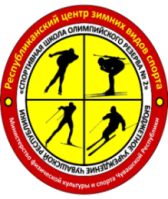 Республиканский центр зимних видов спорта
"СПОРТИВНАЯ ШКОЛА ОЛИМПИЙСКОГО РЕЗЕРВА № 2"
БЮДЖЕТНОЕ УЧРЕЖДЕНИЕ ЧУВАШСКОЙ РЕСПУБЛИКИ
Министерство физической культуры и спорта Чувашской Республики